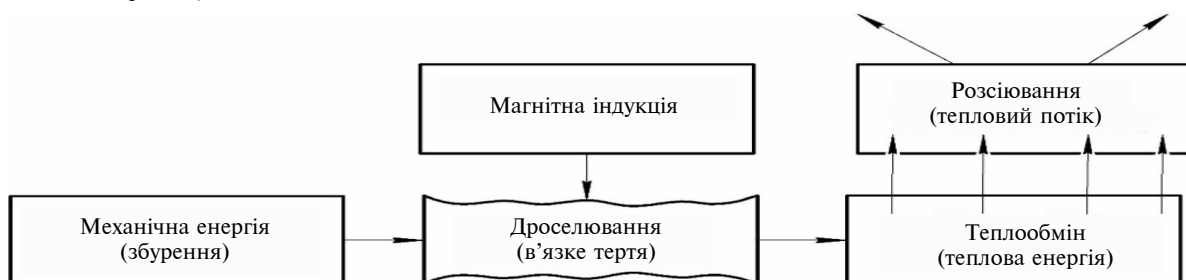 Магнітна індукція
Розсіювання
(тепловий потік)
Механічна енергія
(збурення)
Дроселювання
(в'язке тертя)
Теплообмін
(теплова енергія)